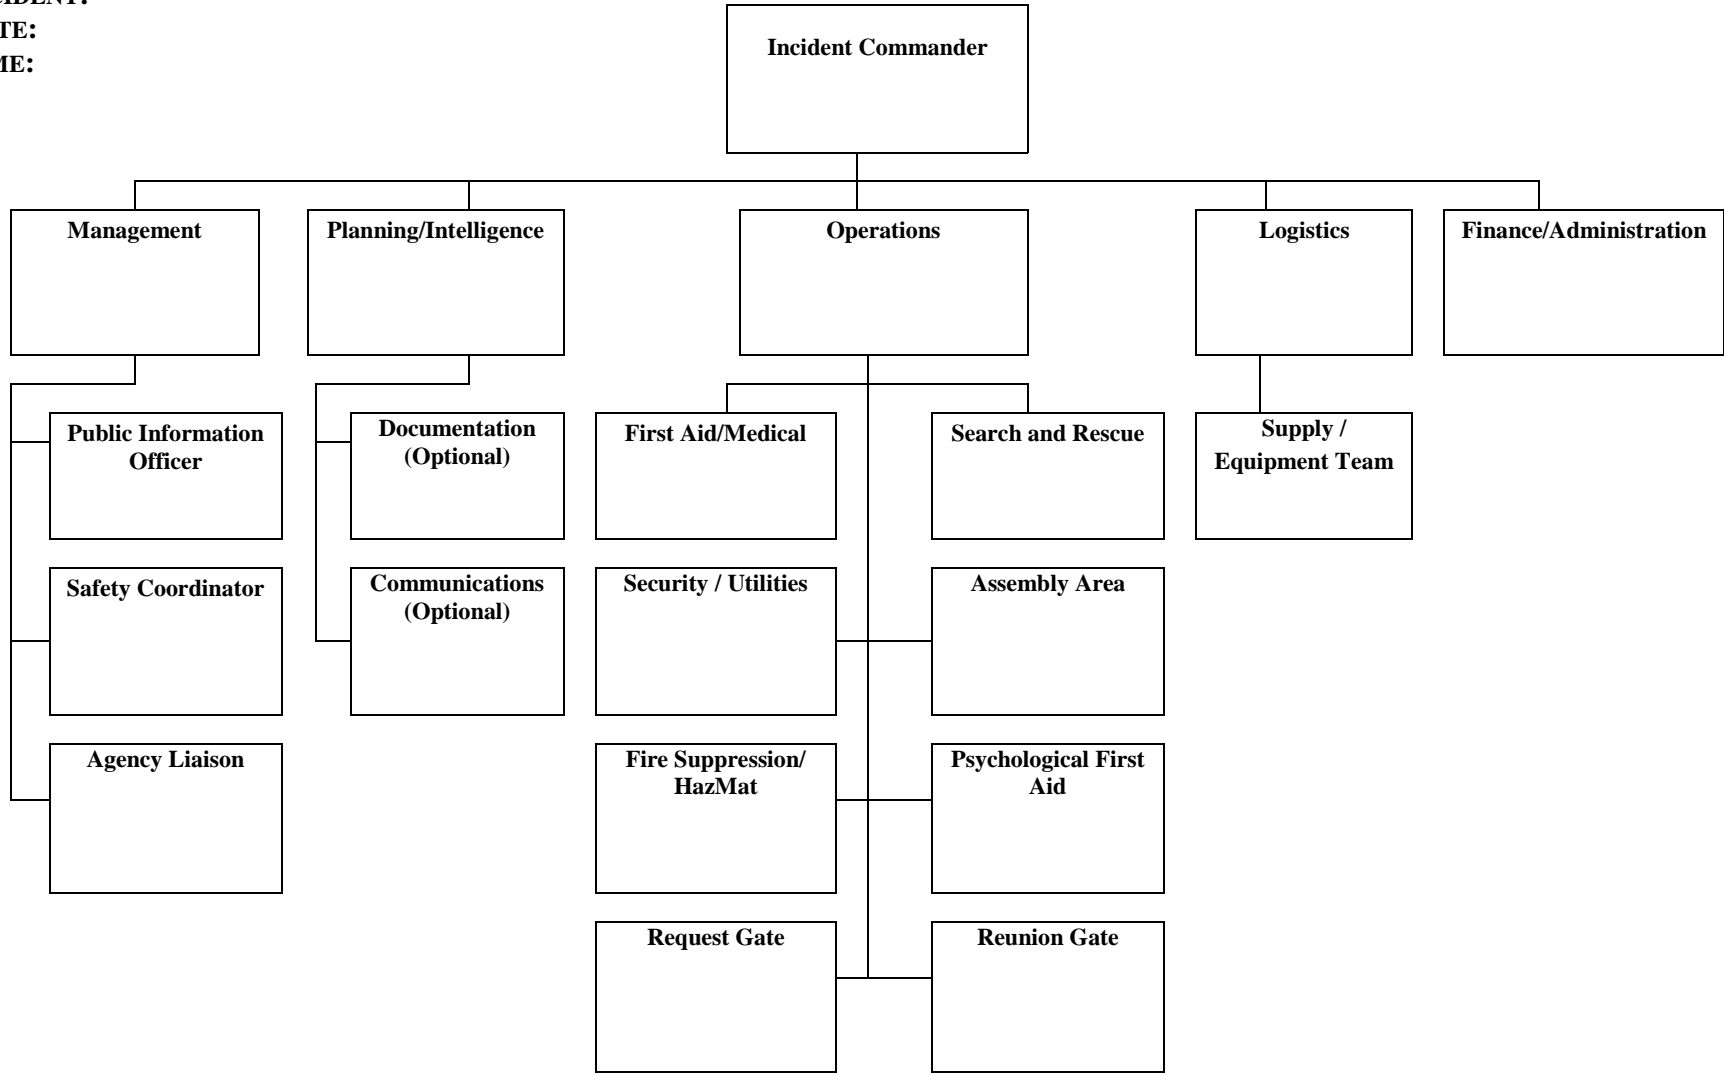 TE:
ME:
Incident Commander
Management
Planning/Intelligence
Operations
Logistics
Finance/Administration
Public Information
Officer
Documentation
(Optional)
First Aid/Medical
Search and Rescue
Supply /
Equipment Team
Safety Coordinator
Communications
(Optional)
Security / Utilities
Assembly Area
Agency Liaison
Fire Suppression/
HazMat
Psychological First
Aid
Request Gate
Reunion Gate